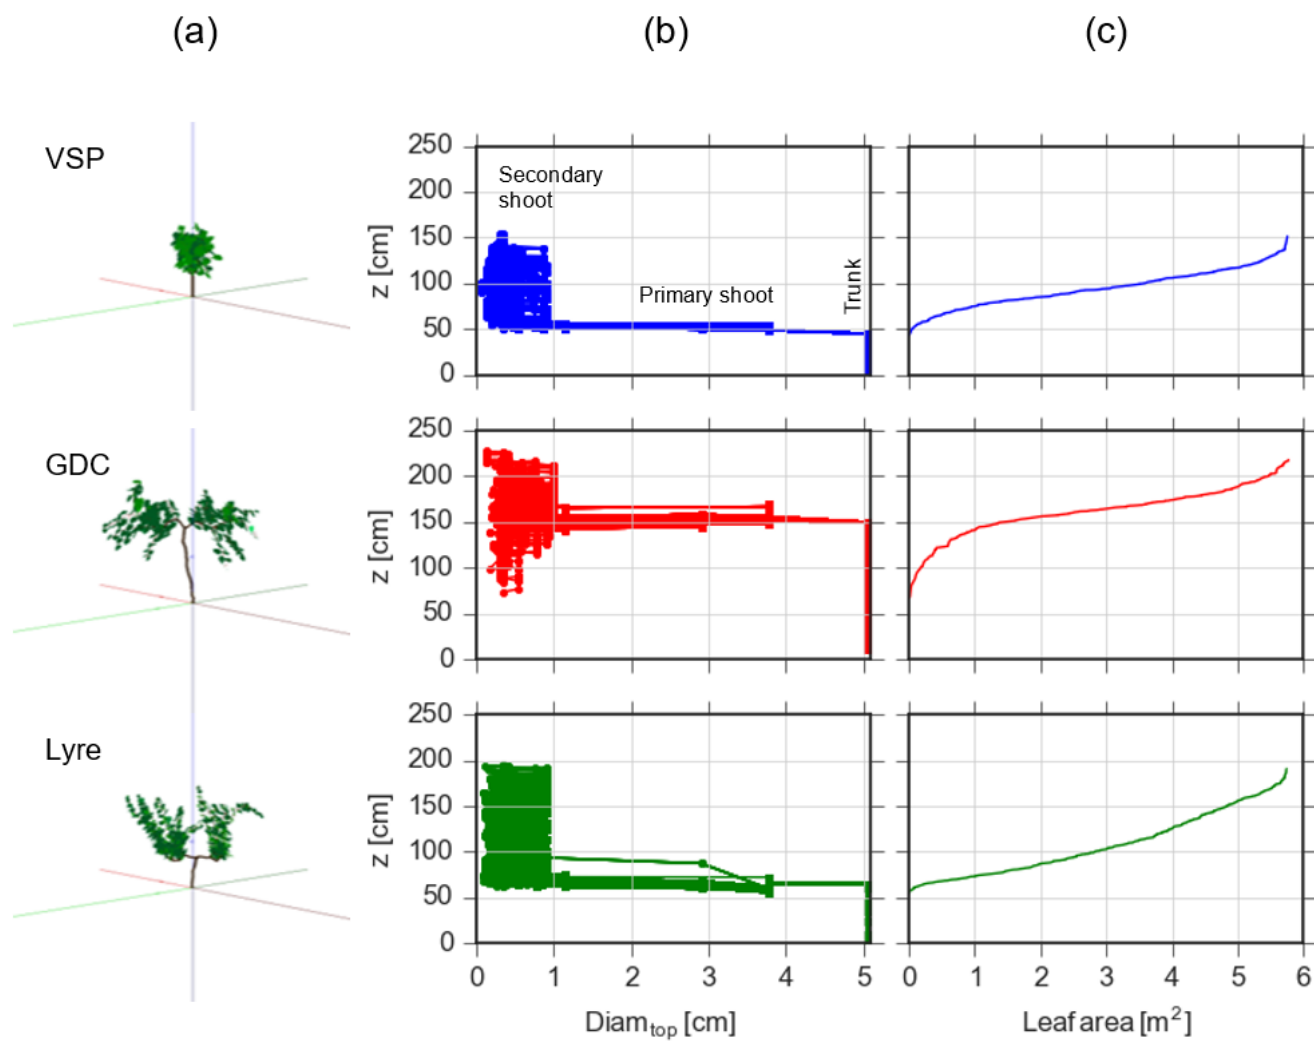 (a) (b) (c)
VSP
250
200
150
100
50
0
z [cm]
Secondary
shoot
Primary shoot
Trunk
GDC
250
200
150
100
50
0
z [cm]
Lyre
250
200
150
100
50
0
z [cm]
0 1 2 3 4 5
0 1 2 3 4 5 6
Diam_top [cm]
Leaf area [m²]